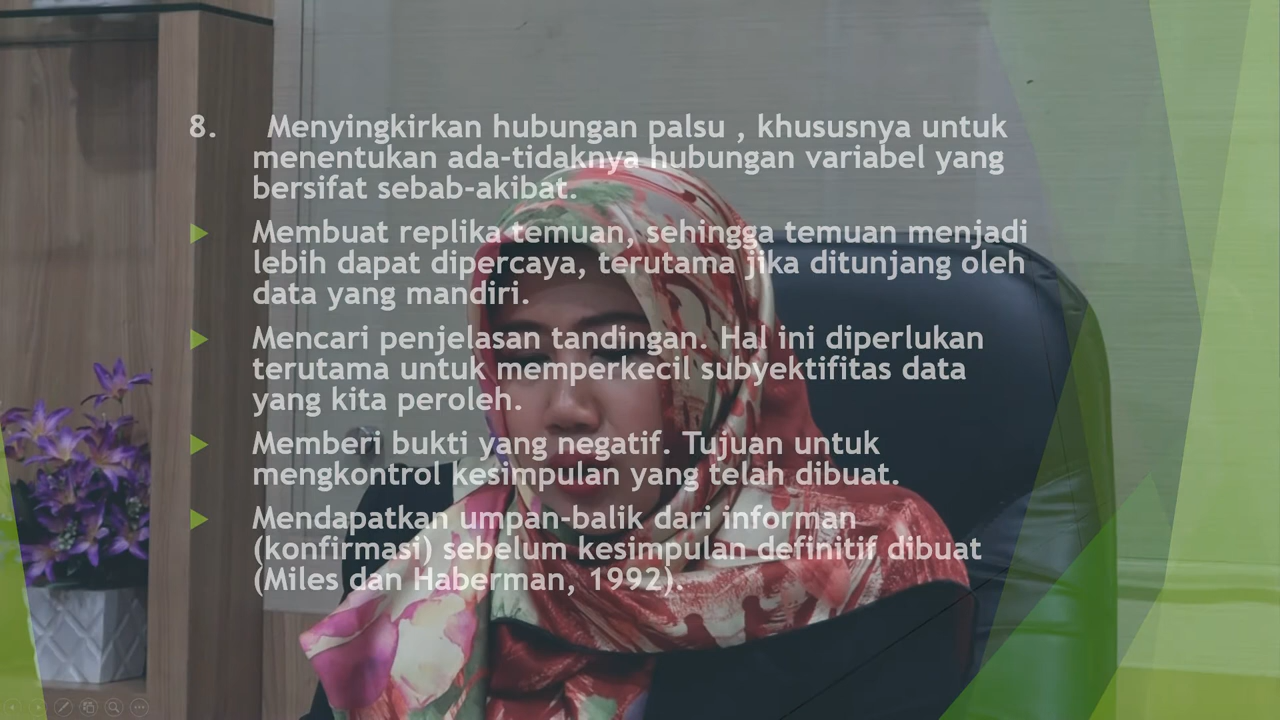 8. Menyingkirkan hubungan palsu , khususnya untuk
menentukan ada-tidaknya hubungan variabel yang
bersifat sebab-akibat.
Membuat replika temuan, sehingga temuan menjadi
lebih dapat dipercaya, terutama jika ditunjang oleh
data yang mandiri.
Mencari penjelasan tandingan. Hal ini diperlukan
terutama untuk memperkecil subyektifitas data
yang kita peroleh.
Memberi bukti yang negatif. Tujuan untuk
mengkontrol kesimpulan yang telah dibuat.
Mendapatkan umpan-balik dari informan
(konfirmasi) sebelum kesimpulan definitif dibuat
(Miles dan Haberman, 1992).